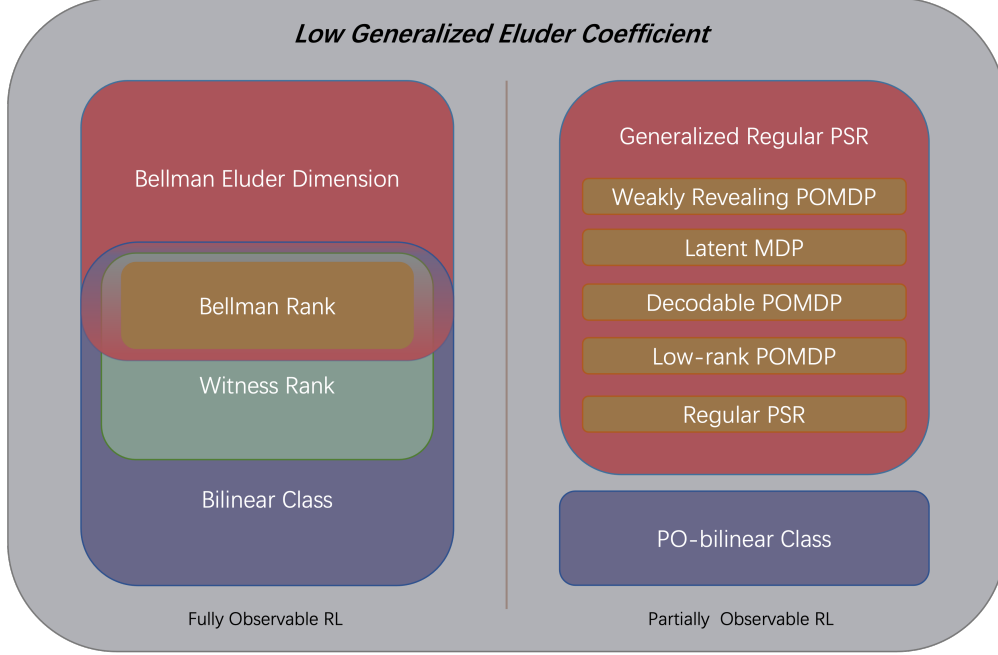 Low Generalized Eluder Coefficient
Bellman Eluder Dimension
Bellman Rank
Witness Rank
Bilinear Class
Fully Observable RL
Generalized Regular PSR
Weakly Revealing POMDP
Latent MDP
Decodable POMDP
Low-rank POMDP
Regular PSR
PO-bilinear Class
Partially Observable RL